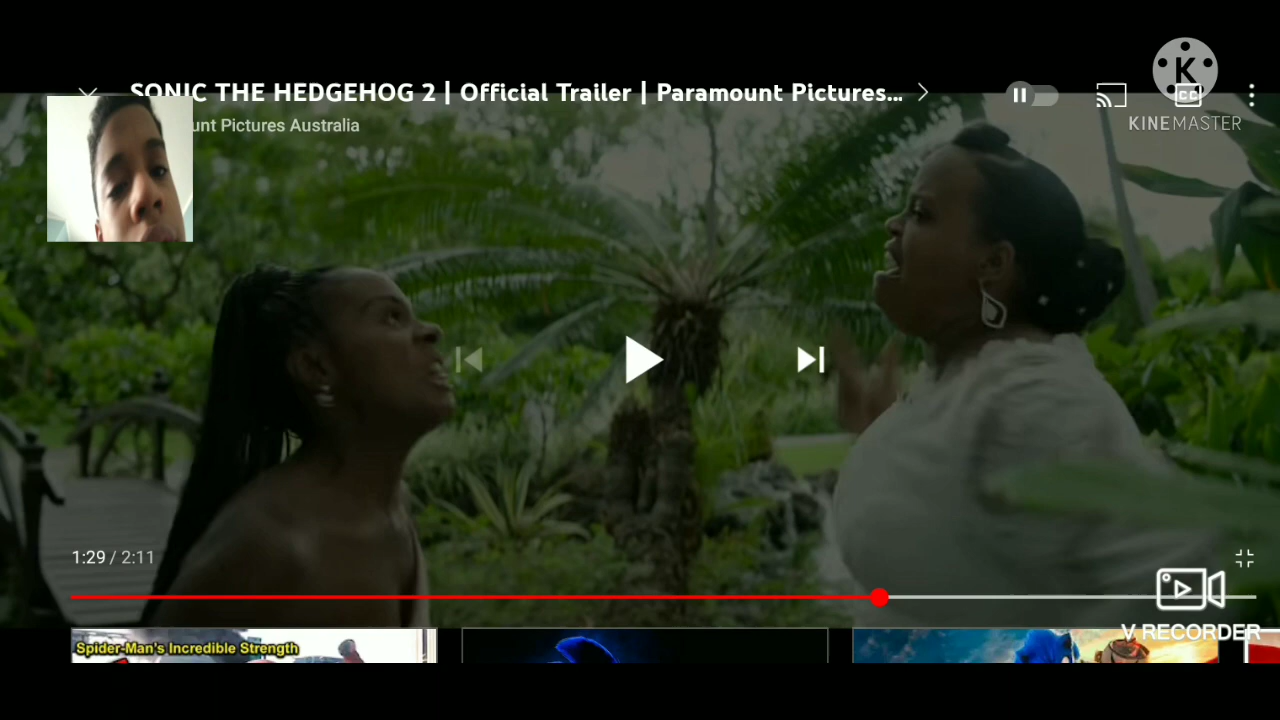 SONIC THE HEDGEHOG 2 | Official Trailer | Paramount Pictures...
unt Pictures Australia
CC
K
KINEMASTER
1:29 / 2:11
V RECORDER
Spider-Man's Incredible Strength